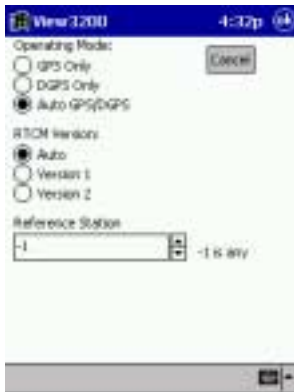 View3200 4:32p ok
Operating Mode:
GPS Only
DGPS Only
Auto GPS/DGPS
Cancel
RTCM Version:
Auto
Version 1
Version 2
Reference Station
-1
-1 is any